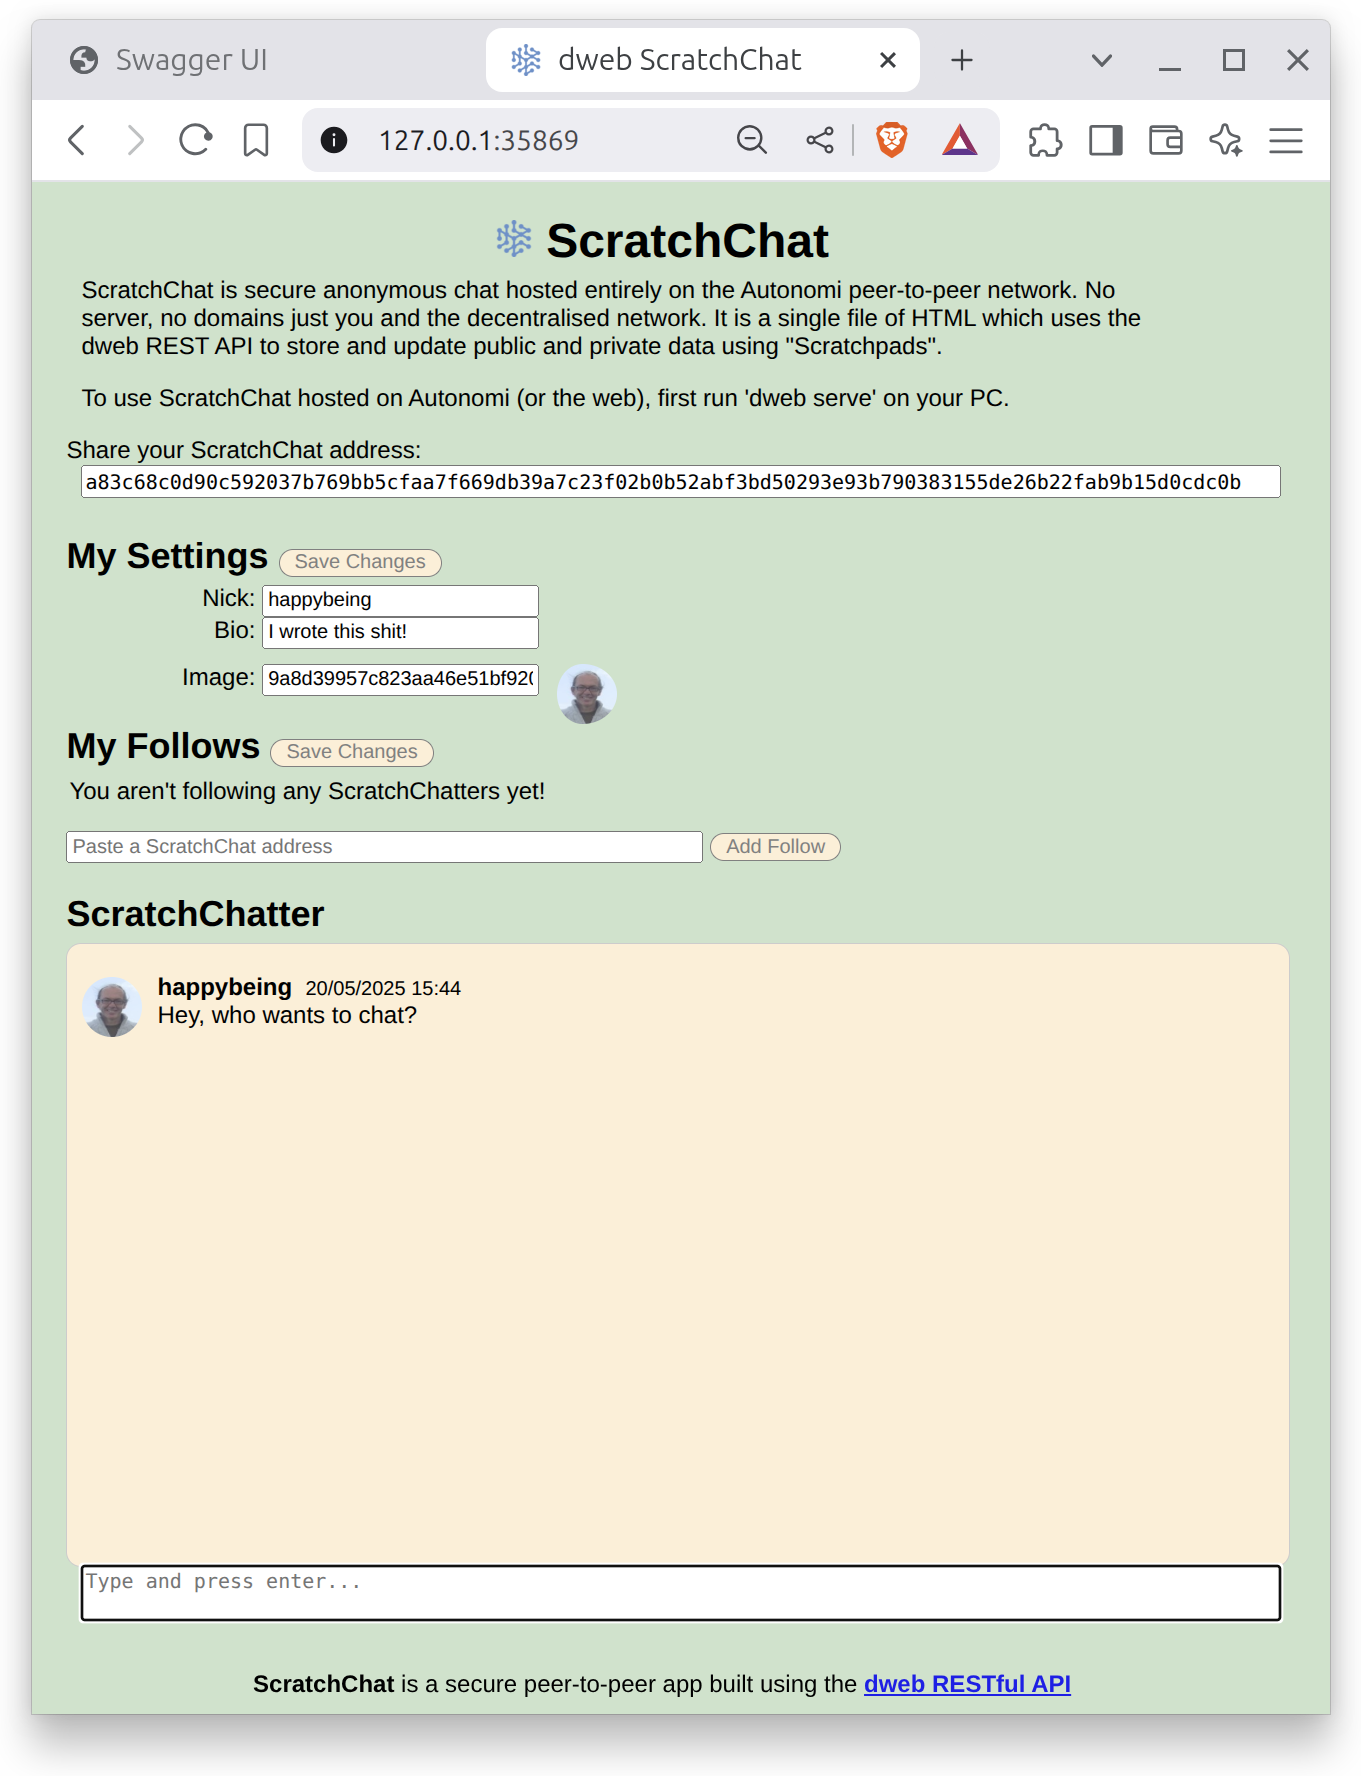 Swagger UI
dweb ScratchChat
127.0.0.1:35869
ScratchChat
ScratchChat is secure anonymous chat hosted entirely on the Autonomi peer-to-peer network. No
server, no domains just you and the decentralised network. It is a single file of HTML which uses the
dweb REST API to store and update public and private data using "Scratchpads".
To use ScratchChat hosted on Autonomi (or the web), first run 'dweb serve' on your PC.
Share your ScratchChat address:
a83c68c0d90c592037b769bb5cfaa7f669db39a7c23f02b0b52abf3bd50293e93b790383155de26b22fab9b15d0cdc0b
My Settings Save Changes
Nick: happybeing
Bio: I wrote this shit!
Image: 9a8d39957c823aa46e51bf920
My Follows Save Changes
You aren't following any ScratchChatters yet!
Paste a ScratchChat address Add Follow
ScratchChatter
happybeing 20/05/2025 15:44
Hey, who wants to chat?
Type and press enter...
ScratchChat is a secure peer-to-peer app built using the dweb RESTful API